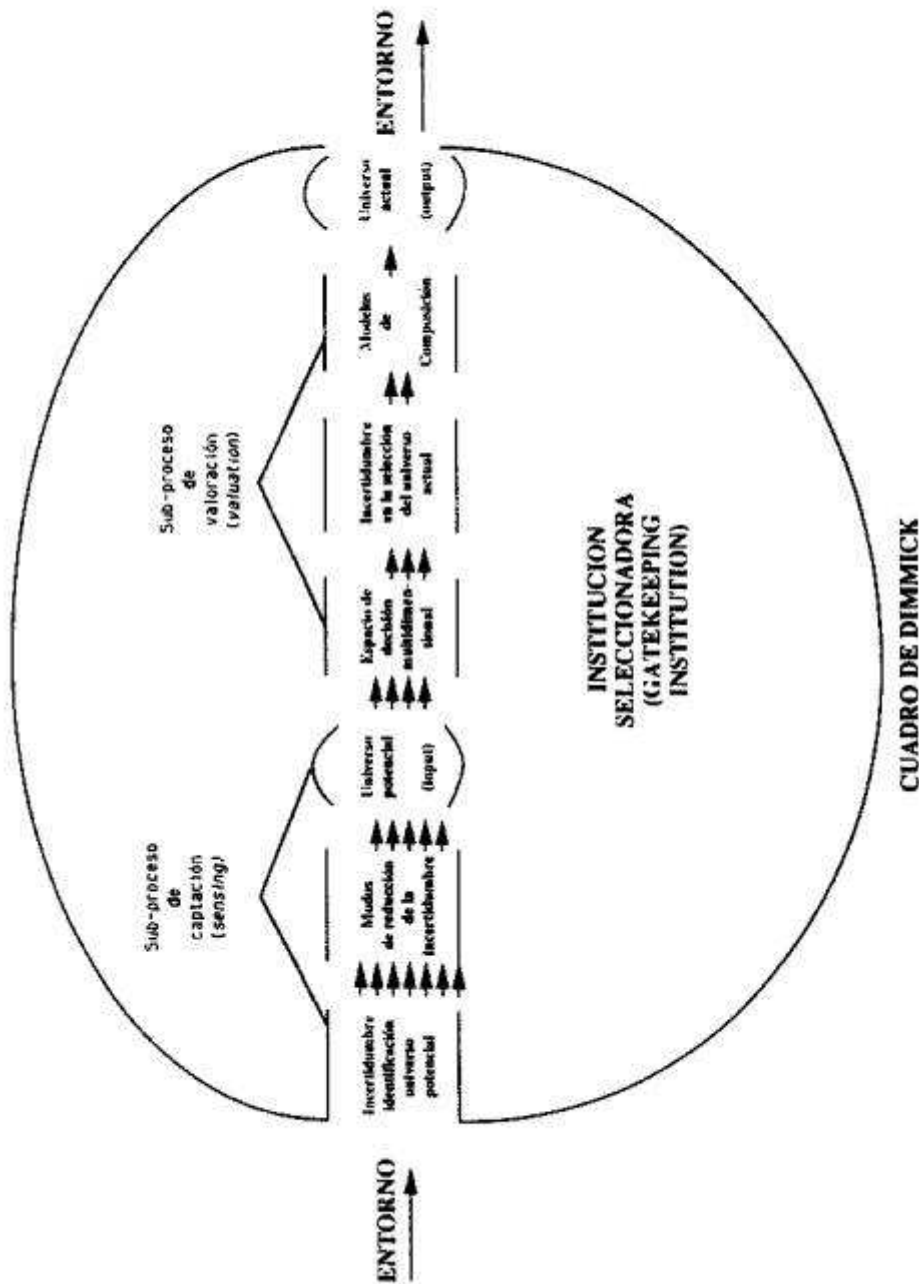 Sub-proceso
de
captación
(sensing)
Sub-proceso
de
valoración
(valuation)
ENTORNO
Incertidumbre
identificación
universo
potencial
Modos
de reducción
de la
incertidumbre
Universo
potencial
(input)
Espacio de
decisión
multidimen-
sional
Incertidumbre
en la selección
del universo
actual
Modelos
de
Composición
Universo
actual
(output)
ENTORNO
INSTITUCION
SELECCIONADORA
(GATEKEEPING
INSTITUTION)
CUADRO DE DIMMICK